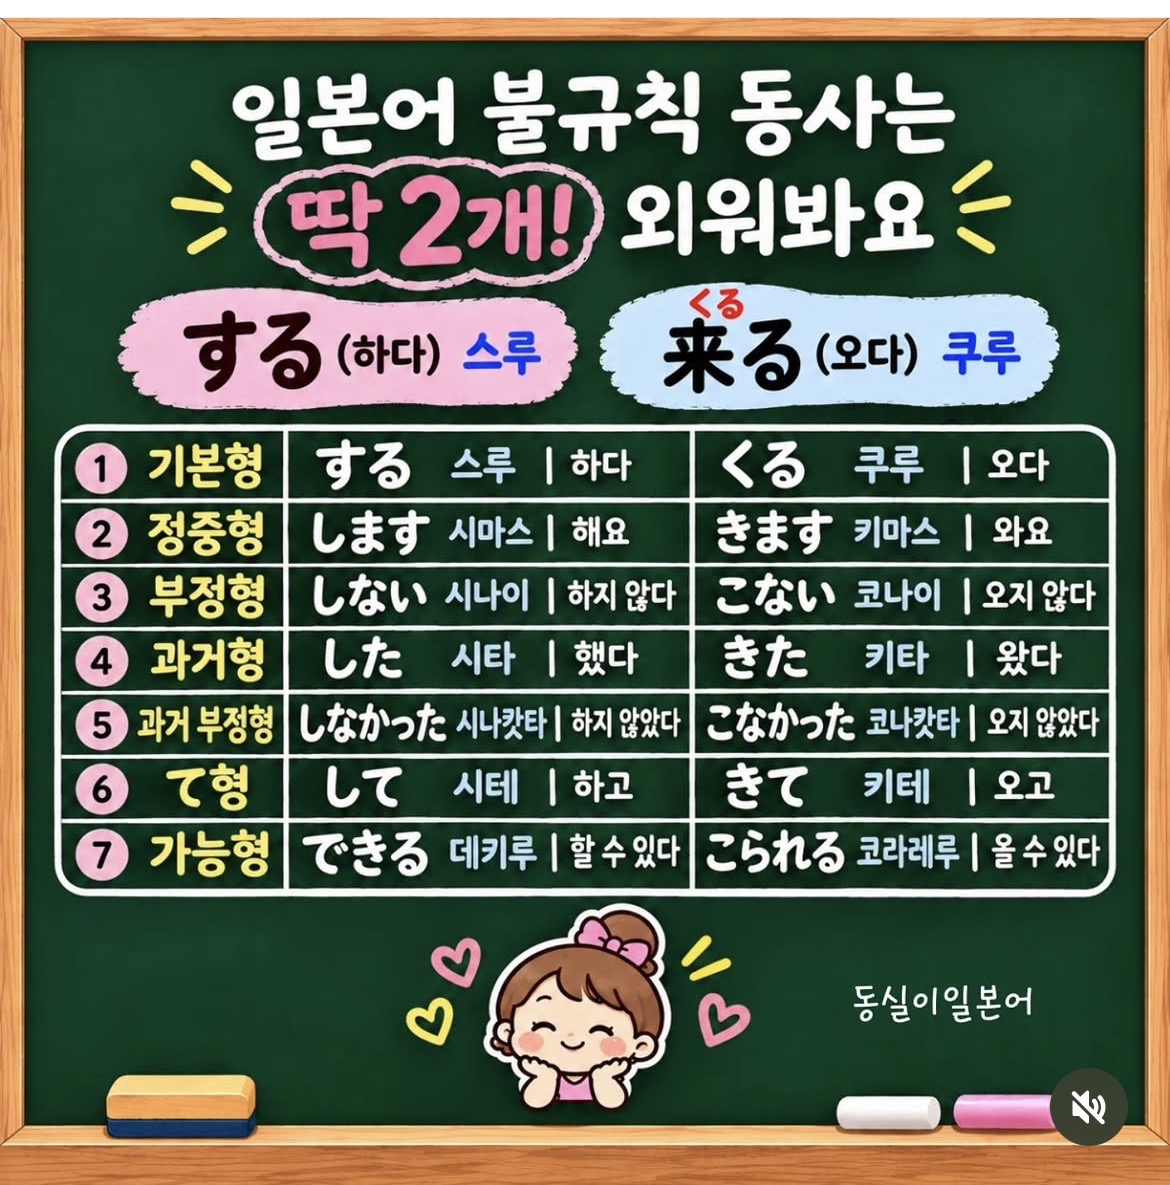 일본어 불규칙 동사는
딱 2개! 외워봐요
する (하다) 스루
くる
来る (오다) 쿠루
1 기본형 する 스루 | 하다 くる 쿠루 | 오다
2 정중형 します 시마스 | 해요 きます 키마스 | 와요
3 부정형 しない 시나이 | 하지 않다 こない 코나이 | 오지 않다
4 과거형 した 시타 | 했다 きた 키타 | 왔다
5 과거 부정형 しなかった 시나캇타 | 하지 않았다 こなかった 코나캇타 | 오지 않았다
6 て형 して 시테 | 하고 きて 키테 | 오고
7 가능형 できる 데키루 | 할 수 있다 こられる 코라레루 | 올 수 있다
동실이일본어